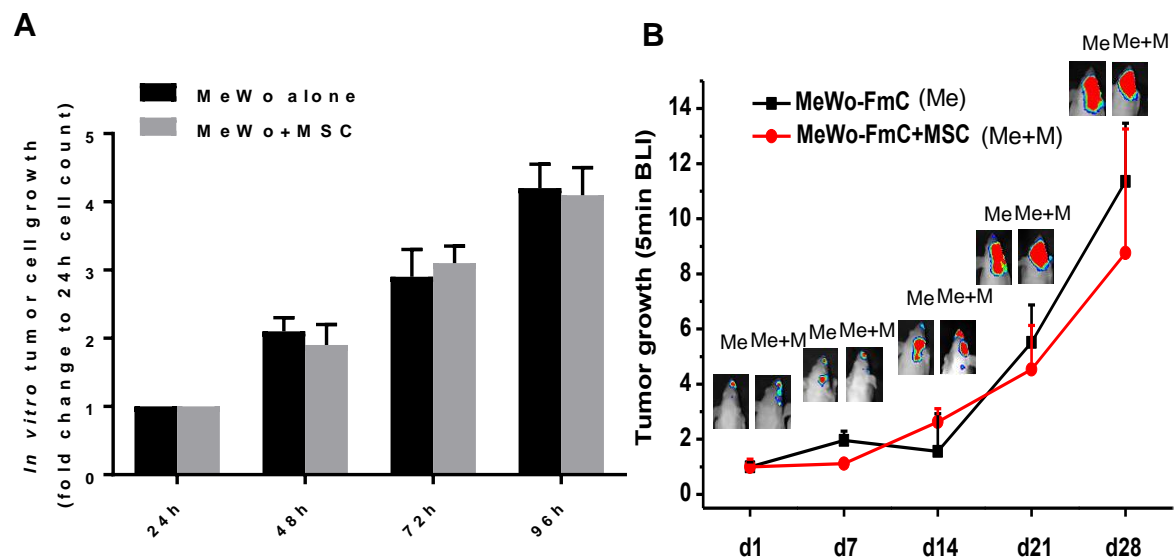 A
MeWo alone
MeWo+MSC
In vitro tumor cell growth
(fold change to 24h cell count)
5
4
3
2
1
0
24h
48h
72h
96h
B
MeWo-FmC (Me)
MeWo-FmC+MSC (Me+M)
Tumor growth (5min BLI)
14
12
10
8
6
4
2
0
d1
d7
d14
d21
d28
Me Me+M
Me Me+M
Me Me+M
Me Me+M
Me Me+M